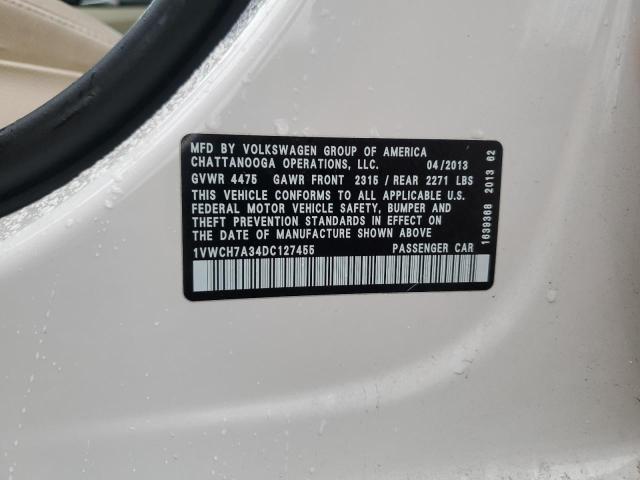 MFD BY VOLKSWAGEN GROUP OF AMERICA
CHATTANOOGA OPERATIONS, LLC. 04/2013
GVWR 4475 GAWR FRONT 2315 / REAR 2271 LBS
THIS VEHICLE CONFORMS TO ALL APPLICABLE U.S.
FEDERAL MOTOR VEHICLE SAFETY, BUMPER AND
THEFT PREVENTION STANDARDS IN EFFECT ON
THE DATE OF MANUFACTURE SHOWN ABOVE
1VWCH7A34DC127455 PASSENGER CAR
1639368 2013 62